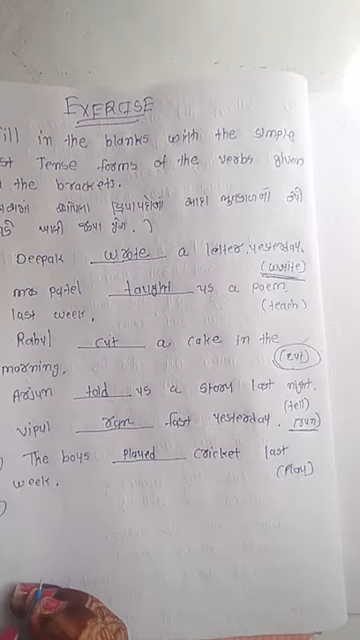 EXERCISE
ill in the blanks with the simple
st Tense forms of the verbs given
the brackets.
Deepak wrote a letter yesterday.
(write)
mrs patel taught us a poem
last week. (teach)
Rahul cut a cake in the
morning. (cut)
Arjun told us a story last night.
(tell)
Vipul ran fast yesterday. (run)
The boys played cricket last
week. (Play)